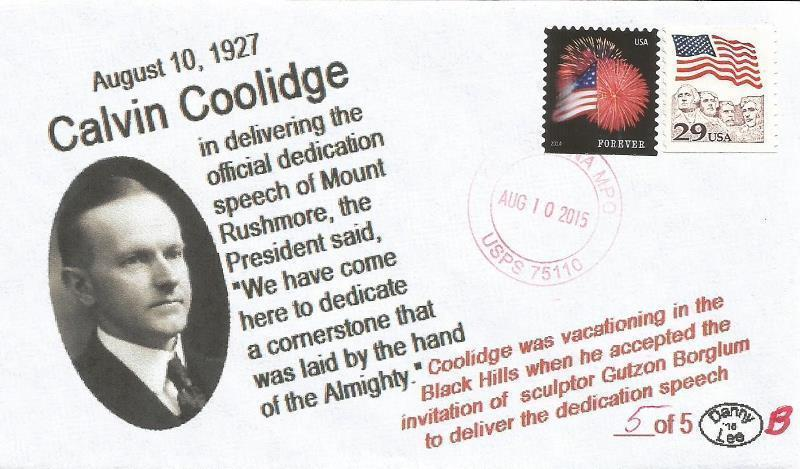 August 10, 1927
Calvin Coolidge
in delivering the
official dedication
speech of Mount
Rushmore, the
President said,
"We have come
here to dedicate
a cornerstone that
was laid by the hand
of the Almighty."
Coolidge was vacationing in the
Black Hills when he accepted the
invitation of sculptor Gutzon Borglum
to deliver the dedication speech
5 of 5
Danny
'15
Lee
B
USA
2014
FOREVER
29 USA
NA MPO
AUG 10 2015
USPS 75110